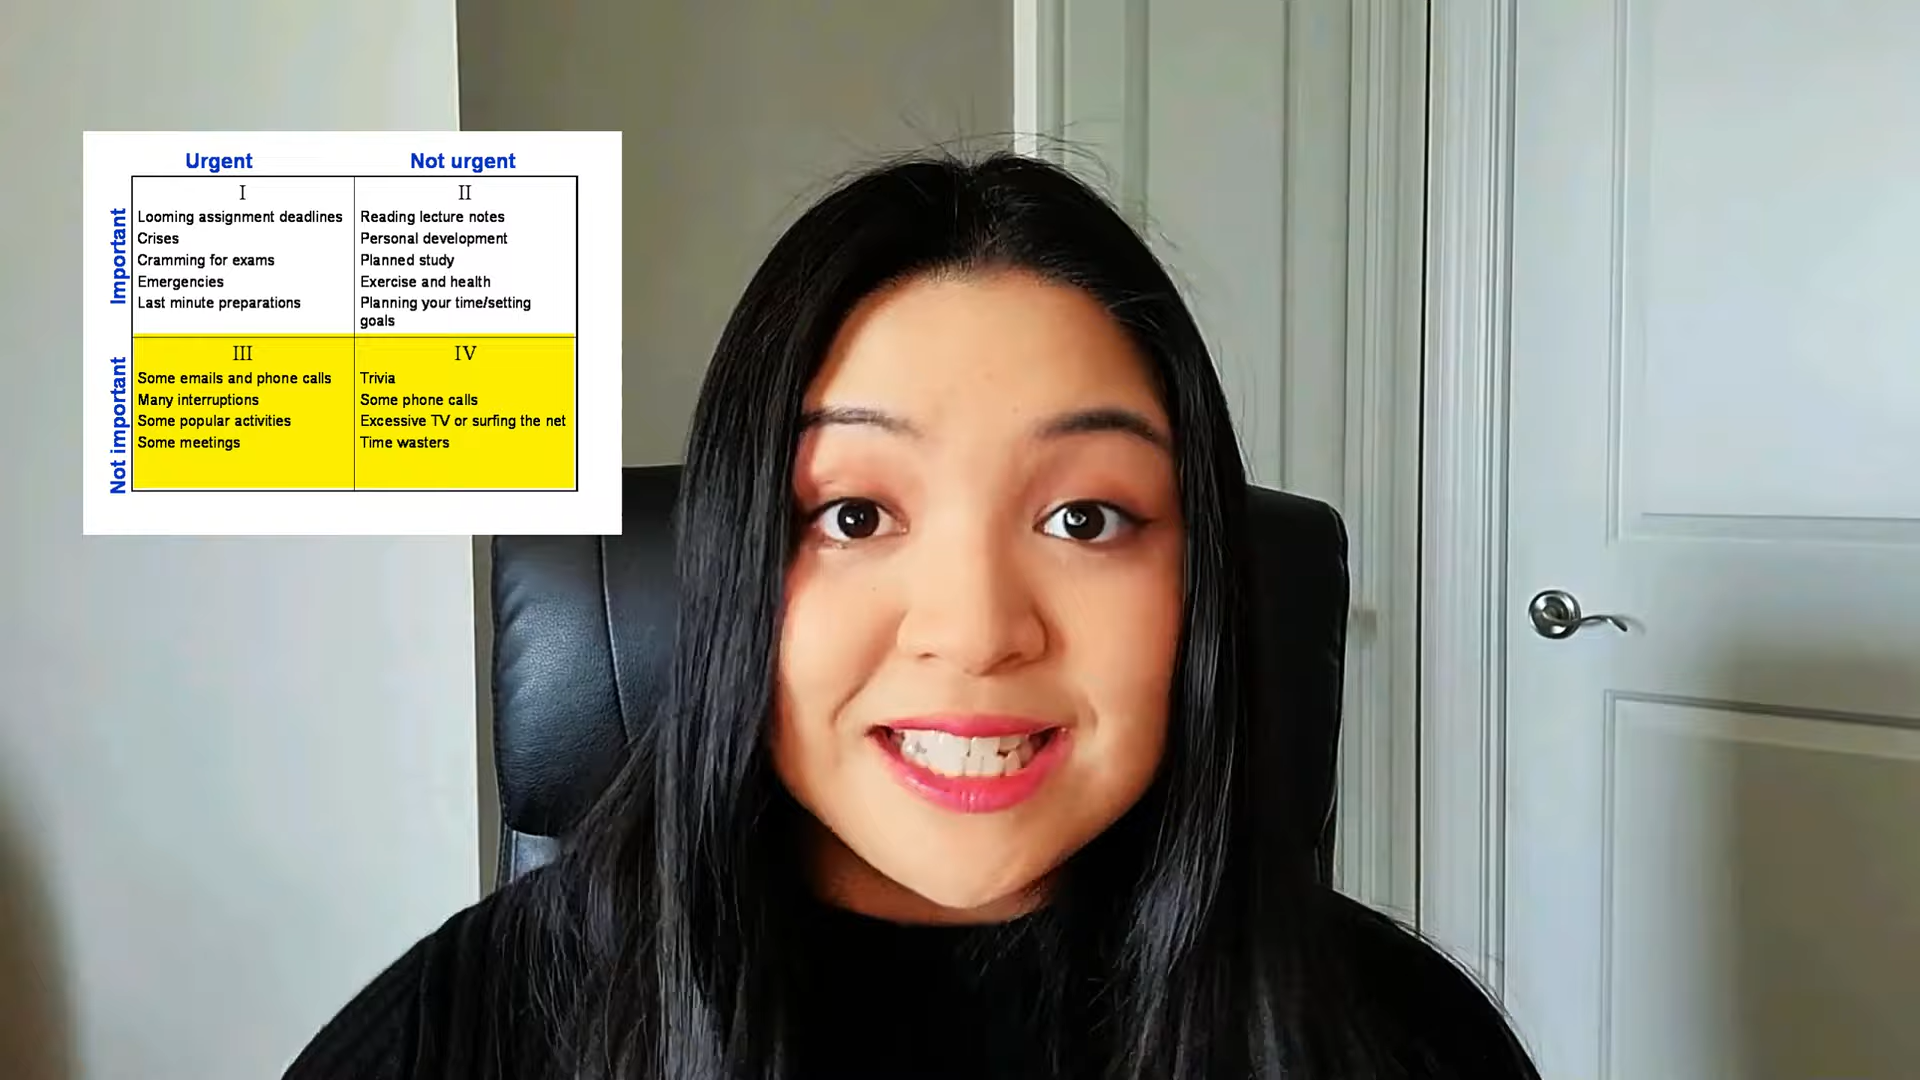 Urgent
Not urgent
Important
I
Looming assignment deadlines
Crises
Cramming for exams
Emergencies
Last minute preparations
II
Reading lecture notes
Personal development
Planned study
Exercise and health
Planning your time/setting
goals
Not important
III
Some emails and phone calls
Many interruptions
Some popular activities
Some meetings
IV
Trivia
Some phone calls
Excessive TV or surfing the net
Time wasters